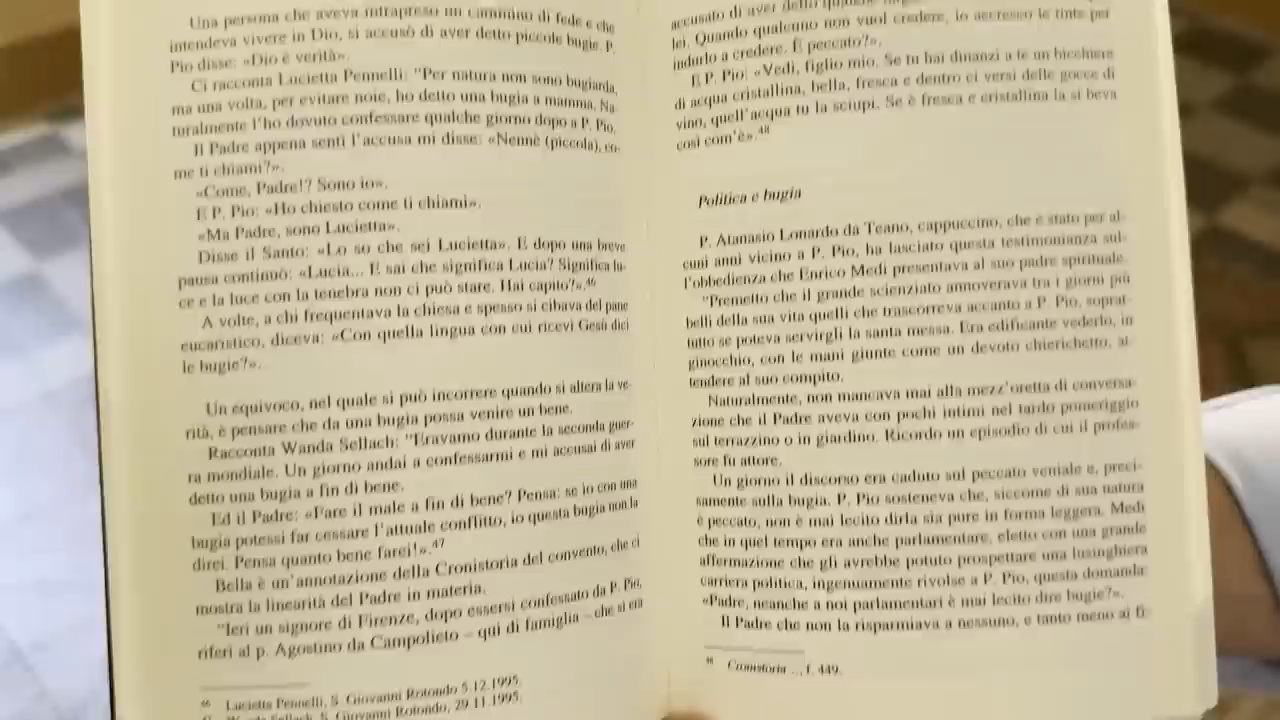 Una persona che aveva intrapreso un cammino di fede e che
intendeva vivere in Dio, si accusò di aver detto piccole bugie. P.
Pio disse: «Dio è verità».
Ci racconta Lucietta Pennelli: "Per natura non sono bugiarda,
ma una volta, per evitare noie, ho detto una bugia a mamma. Na-
turalmente l'ho dovuto confessare qualche giorno dopo a P. Pio.
Il Padre appena sentì l'accusa mi disse: «Nennè (piccola), co-
me ti chiami?».
«Come, Padre!? Sono io».
E P. Pio: «Ho chiesto come ti chiami».
«Ma Padre, sono Lucietta».
Disse il Santo: «Lo so che sei Lucietta». E dopo una breve
pausa continuò: «Lucia... E sai che significa Lucia? Significa lu-
ce e la luce con la tenebra non ci può stare. Hai capito?».46
A volte, a chi frequentava la chiesa e spesso si cibava del pane
eucaristico, diceva: «Con quella lingua con cui ricevi Gesù dici
le bugie?».
Un equivoco, nel quale si può incorrere quando si altera la ve-
rità, è pensare che da una bugia possa venire un bene.
Racconta Wanda Sellach: "Eravamo durante la seconda guer-
ra mondiale. Un giorno andai a confessarmi e mi accusai di aver
detto una bugia a fin di bene.
Ed il Padre: «Fare il male a fin di bene? Pensa: se io con una
bugia potessi far cessare l'attuale conflitto, io questa bugia non la
direi. Pensa quanto bene farei!».47
Bella è un'annotazione della Cronistoria del convento, che ci
mostra la linearità del Padre in materia.
"Ieri un signore di Firenze, dopo essersi confessato da P. Pio,
riferì al p. Agostino da Campolieto – qui di famiglia – che si era
46 Lucietta Pennelli, S. Giovanni Rotondo 5.12.1995.
47 Wanda Sellach, S. Giovanni Rotondo, 29.11.1995.
accusato di aver detto
lei. Quando qualcuno non vuol credere, io accresco le tinte per
indurlo a credere. È peccato?».
E P. Pio: «Vedi, figlio mio. Se tu hai dinanzi a te un bicchiere
di acqua cristallina, bella, fresca e dentro ci versi delle gocce di
vino, quell'acqua tu la sciupi. Se è fresca e cristallina la si beva
così com'è».48
Politica e bugia
P. Atanasio Lonardo da Teano, cappuccino, che è stato per al-
cuni anni vicino a P. Pio, ha lasciato questa testimonianza sul-
l'obbedienza che Enrico Medi presentava al suo padre spirituale.
"Premetto che il grande scienziato annoverava tra i giorni più
belli della sua vita quelli che trascorreva accanto a P. Pio, soprat-
tutto se poteva servirgli la santa messa. Era edificante vederlo, in
ginocchio, con le mani giunte come un devoto chierichetto, at-
tendere al suo compito.
Naturalmente, non mancava mai alla mezz'oretta di conversa-
zione che il Padre aveva con pochi intimi nel tardo pomeriggio
sul terrazzino o in giardino. Ricordo un episodio di cui il profes-
sore fu attore.
Un giorno il discorso era caduto sul peccato veniale e, preci-
samente sulla bugia. P. Pio sosteneva che, siccome di sua natura
è peccato, non è mai lecito dirla sia pure in forma leggera. Medi
che in quel tempo era anche parlamentare, eletto con una grande
affermazione che gli avrebbe potuto prospettare una lusinghiera
carriera politica, ingenuamente rivolse a P. Pio, questa domanda:
«Padre, neanche a noi parlamentari è mai lecito dire bugie?».
Il Padre che non la risparmiava a nessuno, e tanto meno ai fi-
48 Cronistoria..., f. 449.